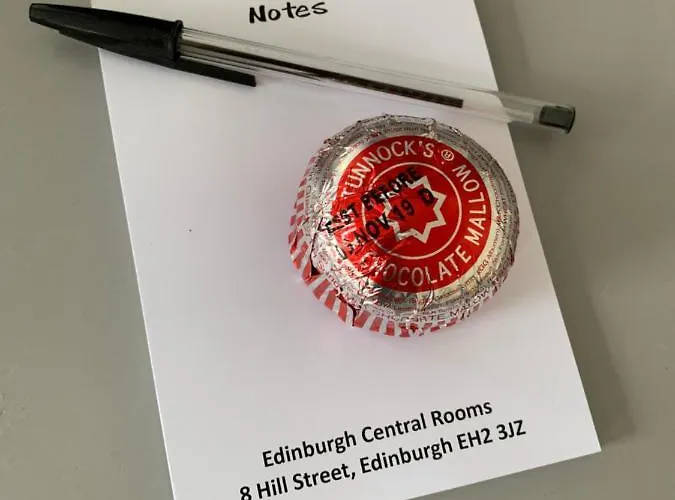 Notes
TUNNOCK'S
CHOCOLATE MALLOW
BEST BEFORE
NOV 19 D
Edinburgh Central Rooms
8 Hill Street, Edinburgh EH2 3JZ